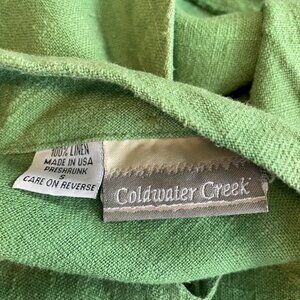 100% LINEN
MADE IN USA
PRESHRUNK
S
CARE ON REVERSE
Coldwater Creek